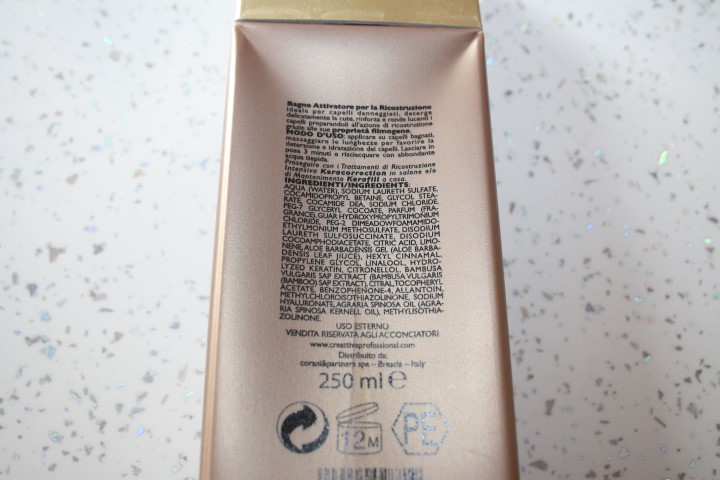 Bagno Attivatore per la Ricostruzione
Ideale per capelli danneggiati, deterge
delicatamente la cute, rinforza e rende lucenti i
capelli preparandoli all'azione di ricostruzione
grazie alle sue proprietà filmogene.
MODO D'USO: applicare su capelli bagnati,
massaggiare le lunghezze per favorire la
detersione e idratazione dei capelli. Lasciare in
posa 3 minuti e risciacquare con abbondante
acqua tiepida.
Proseguire con i Trattamenti di Ricostruzione
Intensiva Keracorrection in salone e/o
di Mantenimento Kerafill a casa.
INGREDIENTI/INGREDIENTS:
AQUA (WATER), SODIUM LAURETH SULFATE,
COCAMIDOPROPYL BETAINE, GLYCOL STEA-
RATE, COCAMIDE DEA, SODIUM CHLORIDE,
PEG-7 GLYCERYL COCOATE, PARFUM (FRA-
GRANCE), GUAR HYDROXYPROPYLTRIMONIUM
CHLORIDE, PEG-2 DIMEADOWFOAMAMIDO-
ETHYLMONIUM METHOSULFATE, DISODIUM
LAURETH SULFOSUCCINATE, DISODIUM
COCOAMPHODIACETATE, CITRIC ACID, LIMO-
NENE, ALOE BARBADENSIS GEL (ALOE BARBA-
DENSIS LEAF JIUCE), HEXYL CINNAMAL,
PROPYLENE GLYCOL, LINALOOL, HYDRO-
LYZED KERATIN, CITRONELLOL, BAMBUSA
VULGARIS SAP EXTRACT (BAMBUSA VULGARIS
(BAMBOO) SAP EXTRACT), CITRAL, TOCOPHERYL
ACETATE, BENZOPHENONE-4, ALLANTOIN,
METHYLCHLOROISOTHIAZOLINONE, SODIUM
HYALURONATE, AGRARIA SPINOSA OIL (AGRA-
RIA SPINOSA KERNELL OIL), METHYLISOTHIA-
ZOLINONE.
USO ESTERNO
VENDITA RISERVATA AGLI ACCONCIATORI
www.creattivaprofessional.com
Distribuito da:
corani&partners spa – Brescia – Italy
250 ml e
12M
PE